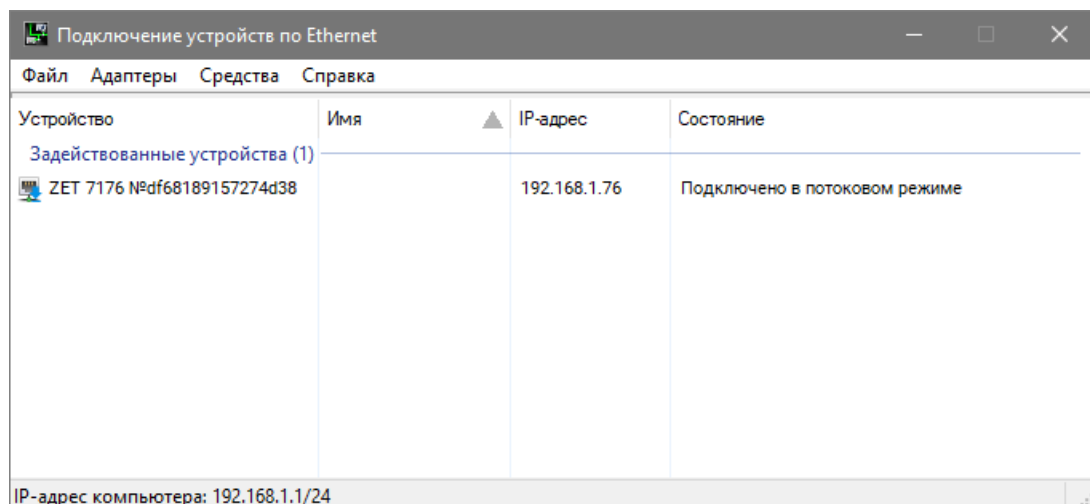 Подключение устройств по Ethernet
Файл Адаптеры Средства Справка
Устройство Имя IP-адрес Состояние
Задействованные устройства (1)
ZET 7176 №df68189157274d38 192.168.1.76 Подключено в потоковом режиме
IP-адрес компьютера: 192.168.1.1/24